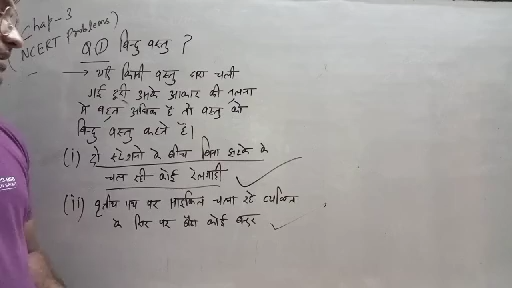 Chap-3
(NCERT Problems)
Q① बिन्दु वस्तु ?
→ यदि किसी वस्तु द्वारा चली
गई दूरी उसके आकार की तुलना
में बहुत अधिक है तो वस्तु को
बिन्दु वस्तु कहते हैं।
(i) दो स्टेशनों के बीच बिना झटके के
चल रही कोई रेलगाड़ी
(ii) वृत्तीय पथ पर साइकिल चला रहे व्यक्ति
के सिर पर बैठा कोई बन्दर